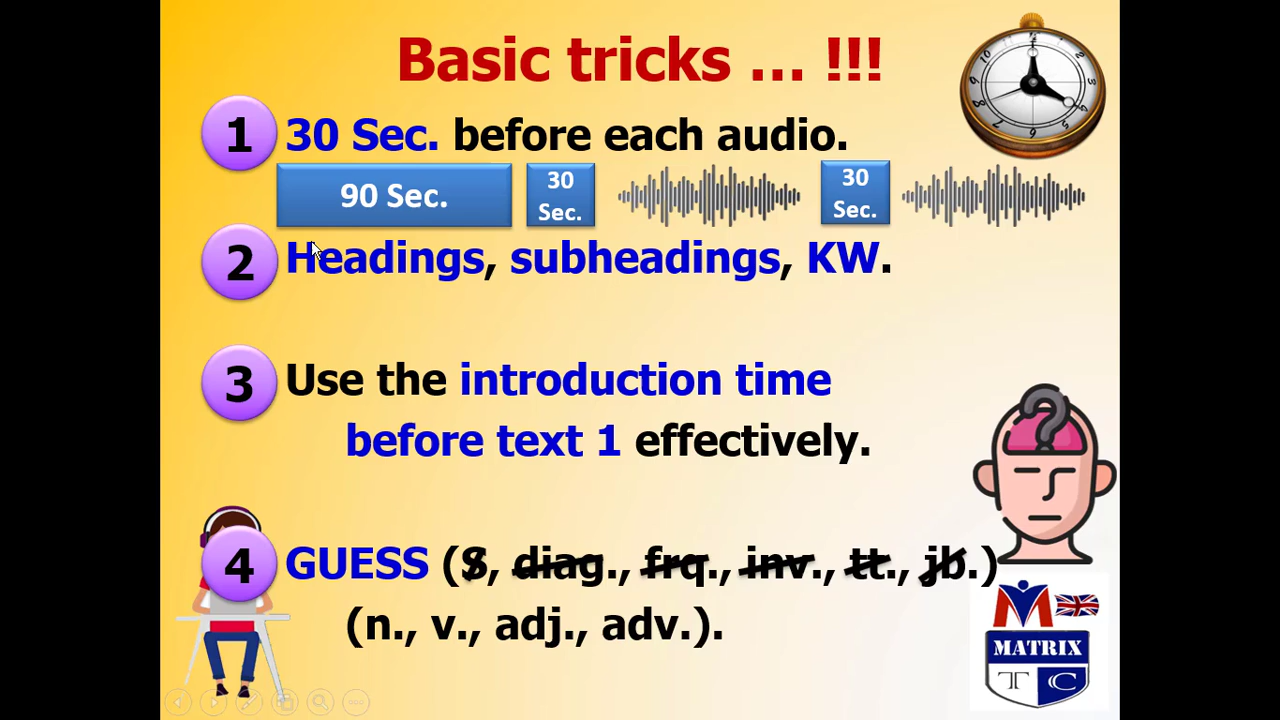 Basic tricks ... !!!
1 30 Sec. before each audio.
90 Sec. 30 Sec. 30 Sec.
2 Headings, subheadings, KW.
3 Use the introduction time
before text 1 effectively.
4 GUESS (S, diag., frq., inv., tt., jb.)
(n., v., adj., adv.).
M
MATRIX
T C